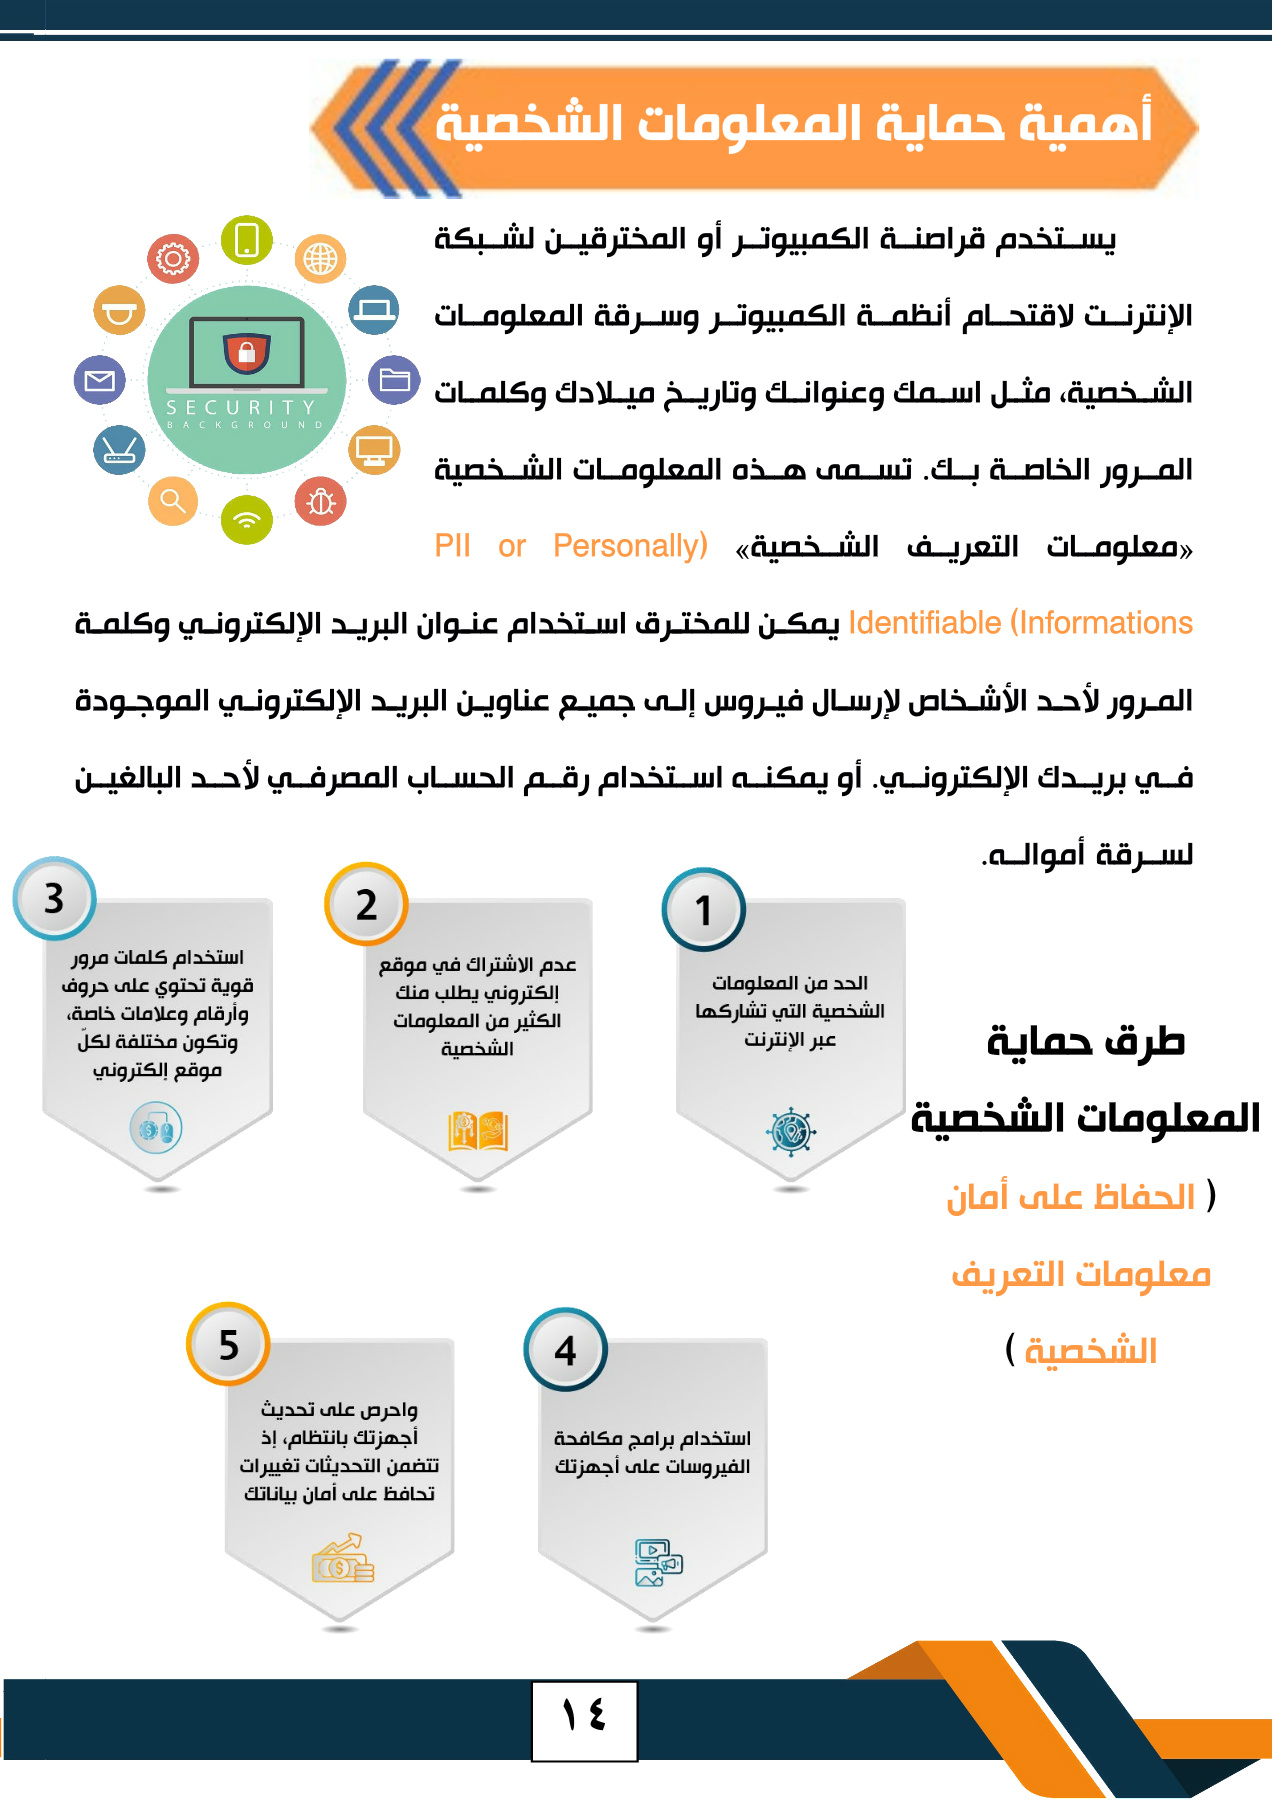 أهمية حماية المعلومات الشخصية
يستخدم قراصنة الكمبيوتر أو المخترقين لشبكة
الإنترنت لاقتحام أنظمة الكمبيوتر وسرقة المعلومات
الشخصية، مثل اسمك وعنوانك وتاريخ ميلادك وكلمات
المرور الخاصة بك. تسمى هذه المعلومات الشخصية
«معلومات التعريف الشخصية» (PII or Personally
Identifiable (Informations يمكن للمخترق استخدام عنوان البريد الإلكتروني وكلمة
المرور لأحد الأشخاص لإرسال فيروس إلى جميع عناوين البريد الإلكتروني الموجودة
في بريدك الإلكتروني. أو يمكنه استخدام رقم الحساب المصرفي لأحد البالغين
لسرقة أمواله.
SECURITY
BACKGROUND
طرق حماية
المعلومات الشخصية
( الحفاظ على أمان
معلومات التعريف
الشخصية )
1
الحد من المعلومات
الشخصية التي تشاركها
عبر الإنترنت
2
عدم الاشتراك في موقع
إلكتروني يطلب منك
الكثير من المعلومات
الشخصية
3
استخدام كلمات مرور
قوية تحتوي على حروف
وأرقام وعلامات خاصة،
وتكون مختلفة لكلّ
موقع إلكتروني
4
استخدام برامج مكافحة
الفيروسات على أجهزتك
5
واحرص على تحديث
أجهزتك بانتظام، إذ
تتضمن التحديثات تغييرات
تحافظ على أمان بياناتك
١٤